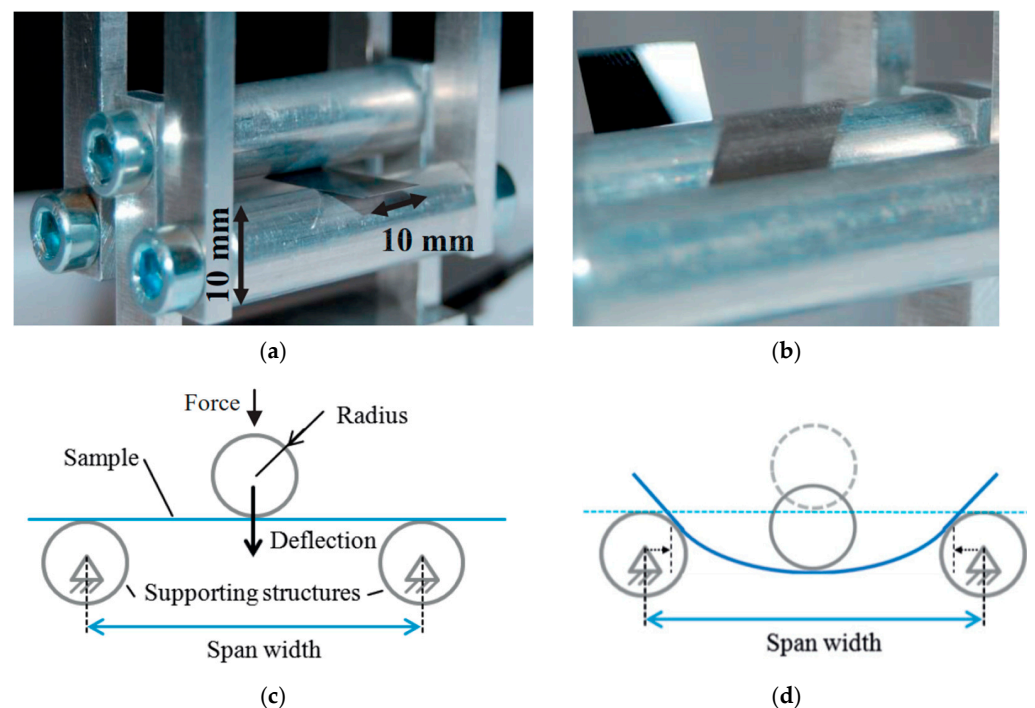 10 mm
10 mm
(a)
(b)
Force
Radius
Sample
Deflection
Supporting structures
Span width
Span width
(c)
(d)